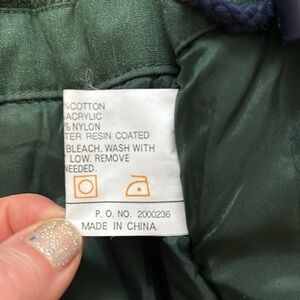 %COTTON
ACRYLIC
% NYLON
TER RESIN COATED
BLEACH. WASH WITH
LOW. REMOVE
NEEDED.
P. O. NO. 2000236
MADE IN CHINA